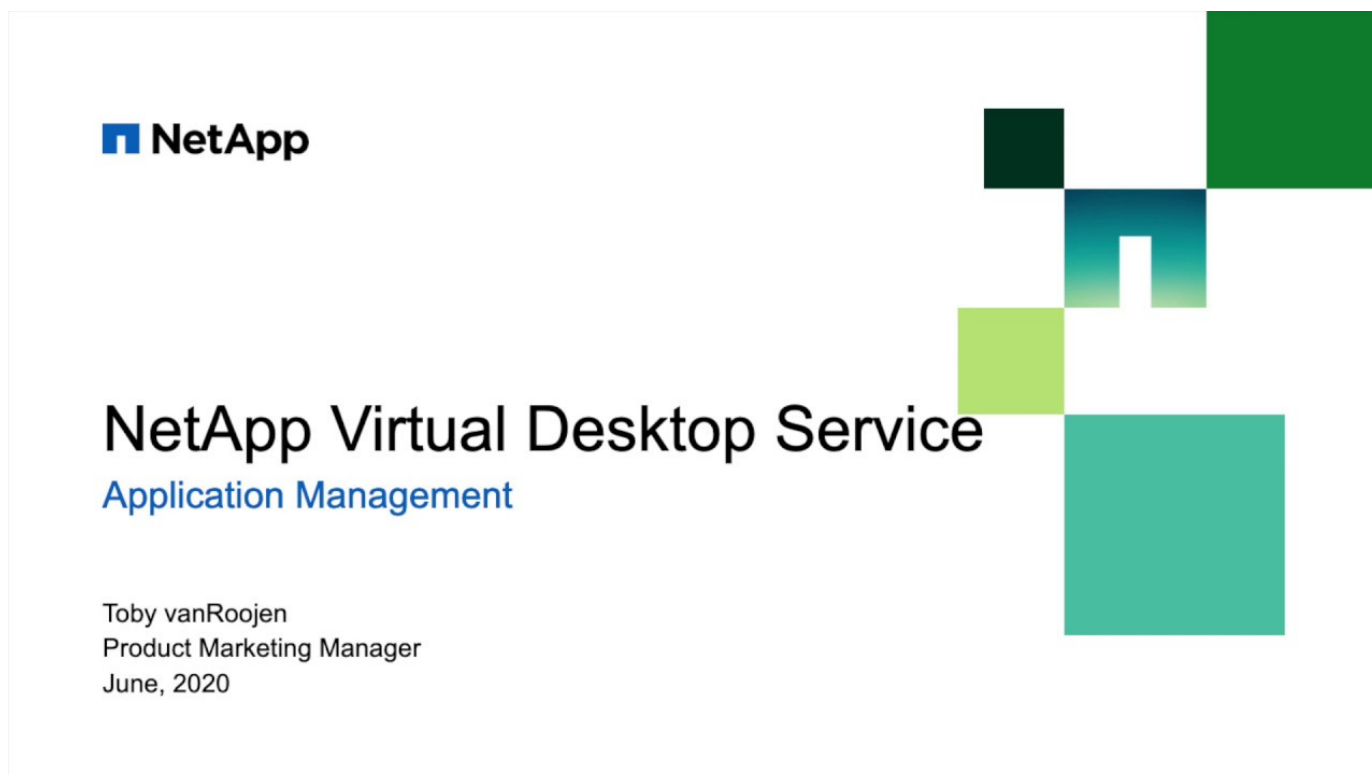 NetApp
NetApp Virtual Desktop Service
Application Management
Toby vanRoojen
Product Marketing Manager
June, 2020